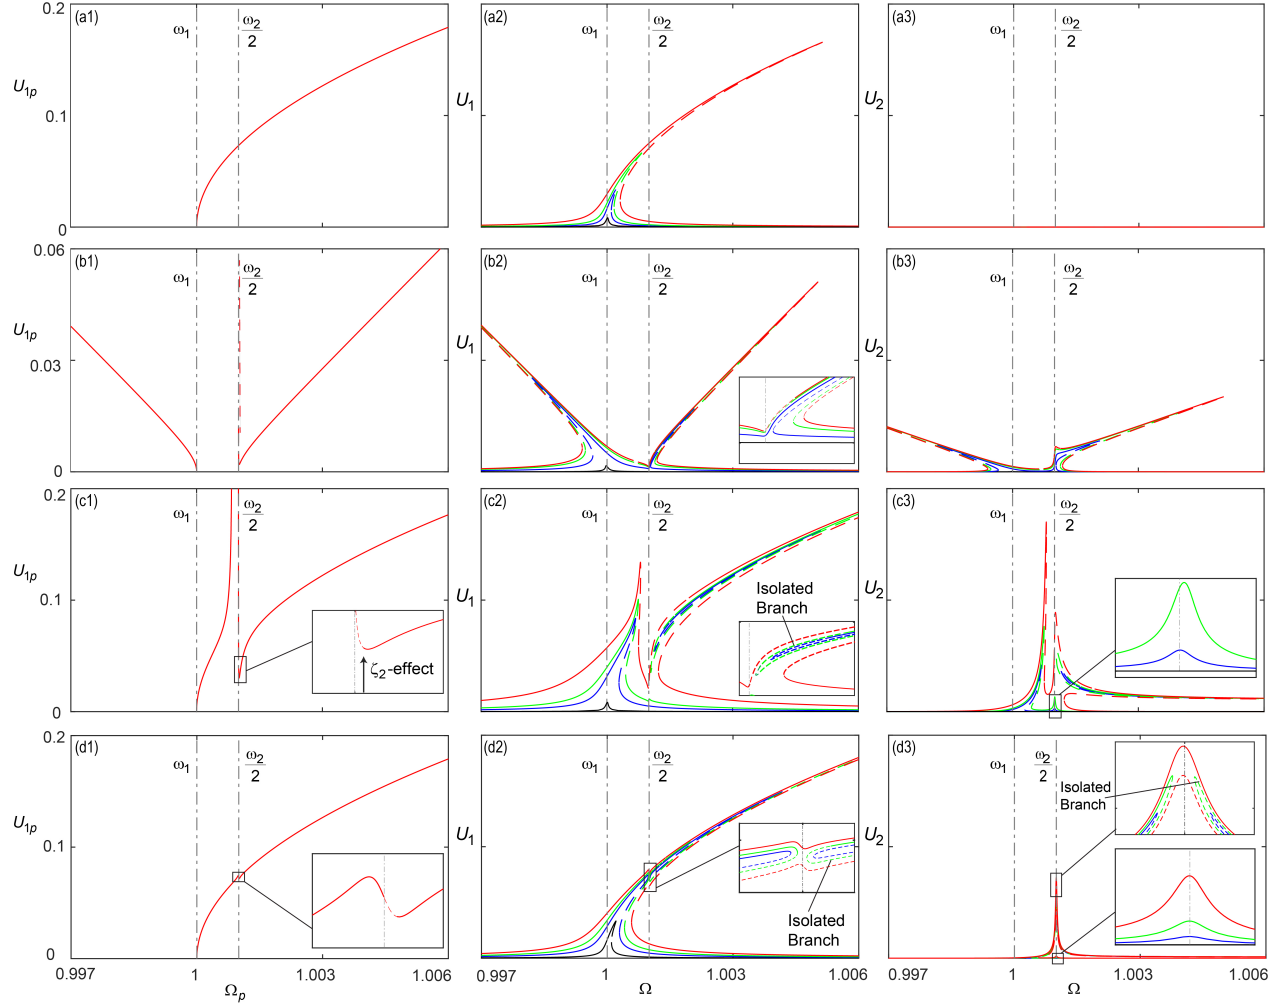 (a1)
0.2
0.1
0
U1p
ω1
ω2
2
(a2)
U1
ω1
ω2
2
(a3)
U2
ω1
ω2
2
(b1)
0.06
0.03
0
U1p
ω1
ω2
2
(b2)
U1
ω1
ω2
2
(b3)
U2
ω1
ω2
2
(c1)
0.2
0.1
0
U1p
ω1
ω2
2
ζ2-effect
(c2)
U1
ω1
ω2
2
Isolated
Branch
(c3)
U2
ω1
ω2
2
(d1)
0.2
0.1
0
U1p
ω1
ω2
2
0.997
1
1.003
1.006
Ωp
(d2)
U1
ω1
ω2
2
Isolated
Branch
0.997
1
1.003
1.006
Ω
(d3)
U2
ω1
ω2
2
Isolated
Branch
0.997
1
1.003
1.006
Ω